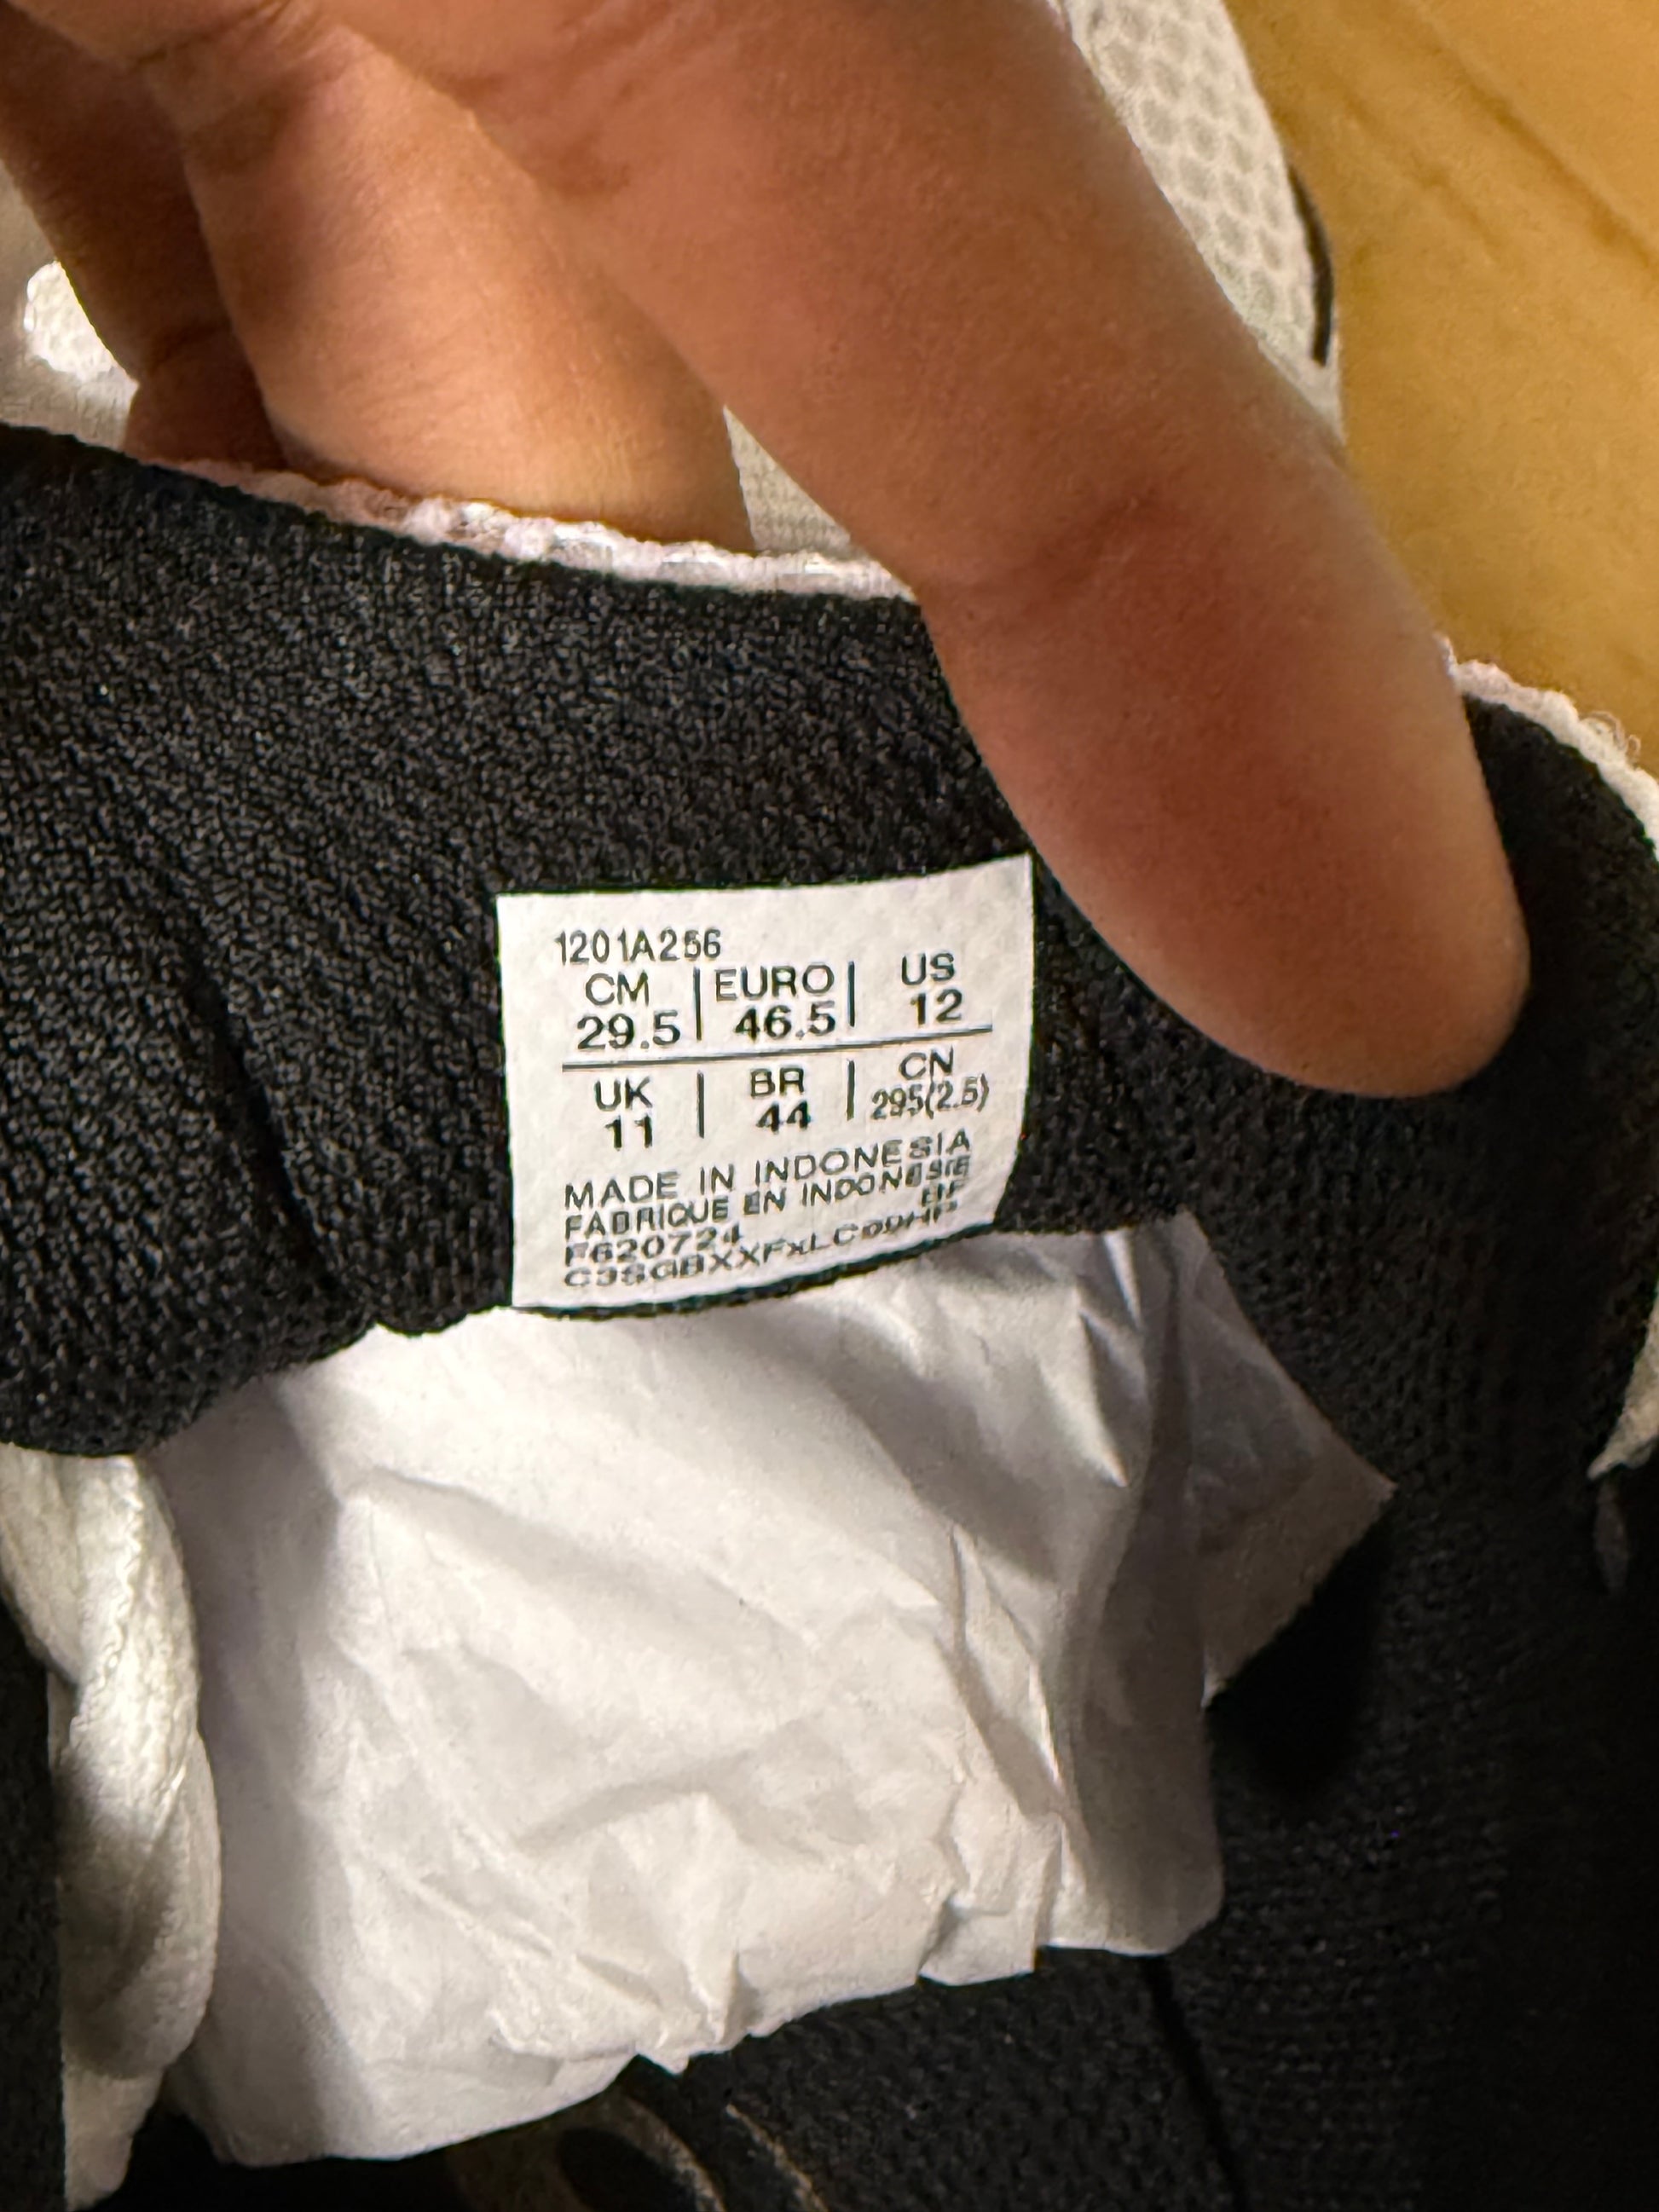 1201A256
CM | EURO | US
29.5 | 46.5 | 12
UK | BR | CN
11 | 44 | 295(2.5)
MADE IN INDONESIA
FABRIQUE EN INDONESIE
F620724